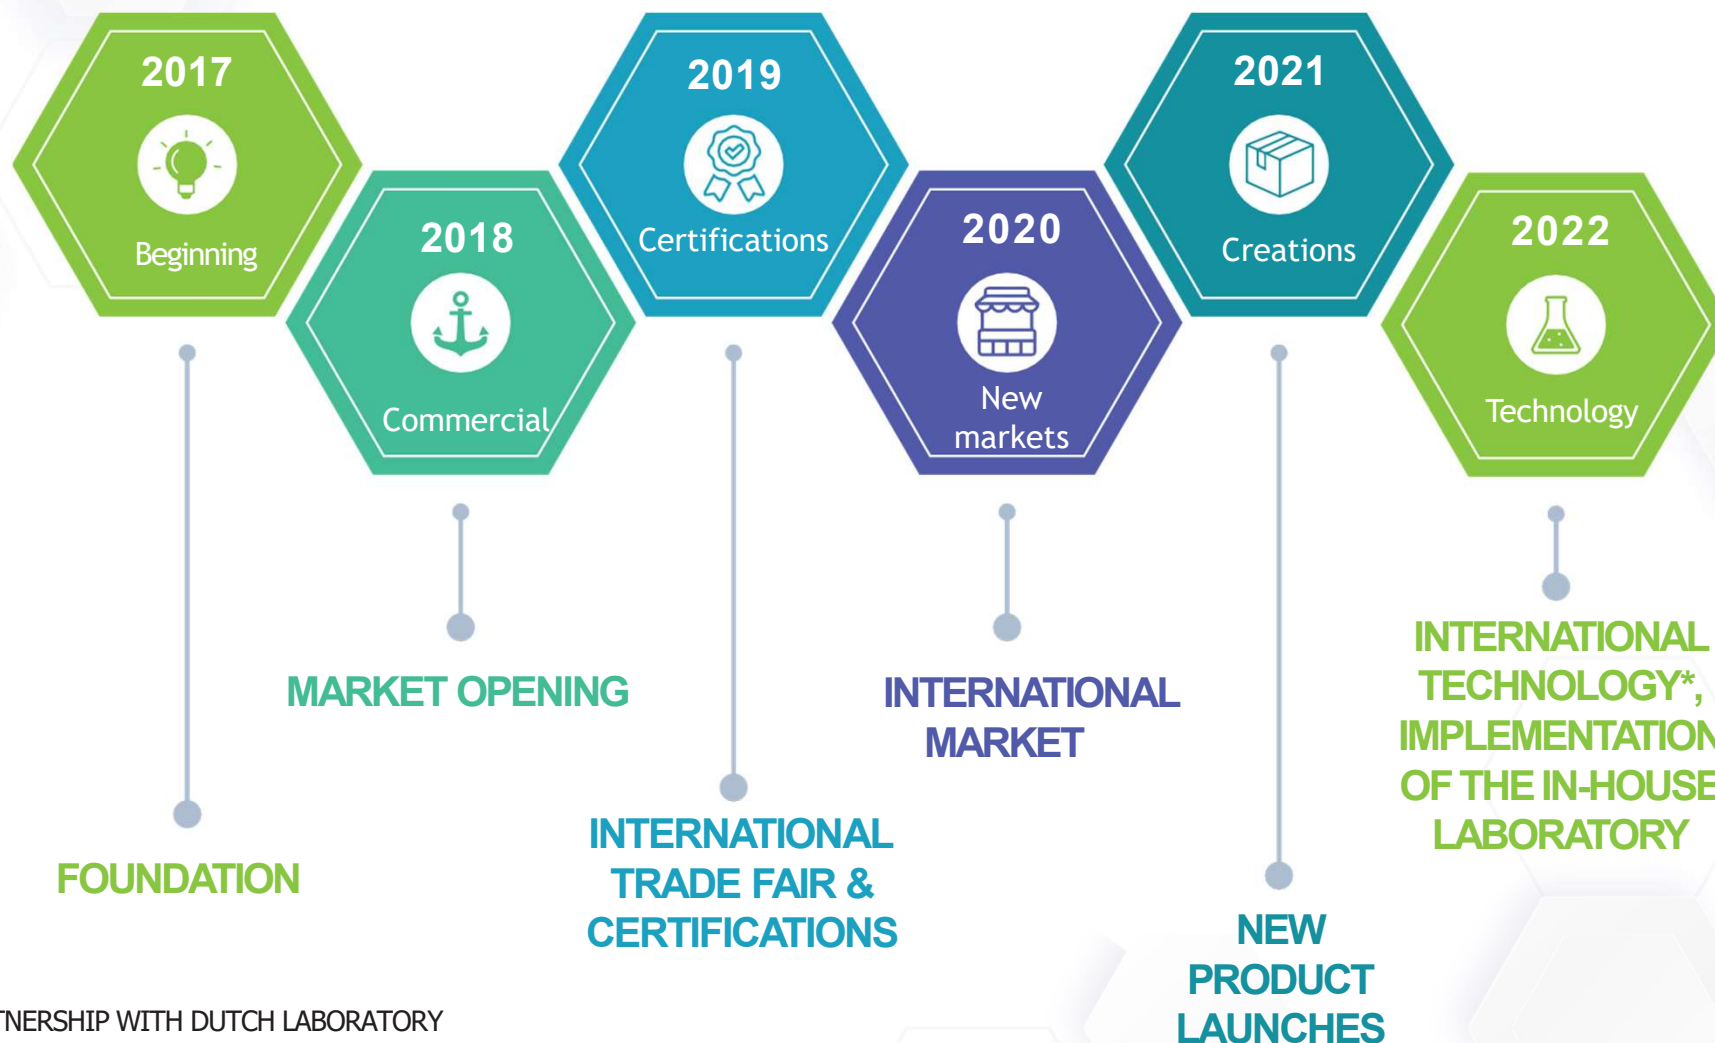 2017
Beginning
2018
Commercial
2019
Certifications
2020
New
markets
2021
Creations
2022
Technology
FOUNDATION
MARKET OPENING
INTERNATIONAL
TRADE FAIR &
CERTIFICATIONS
INTERNATIONAL
MARKET
NEW
PRODUCT
LAUNCHES
INTERNATIONAL
TECHNOLOGY*,
IMPLEMENTATION
OF THE IN-HOUSE
LABORATORY
WITH DUTCH LABORATORY